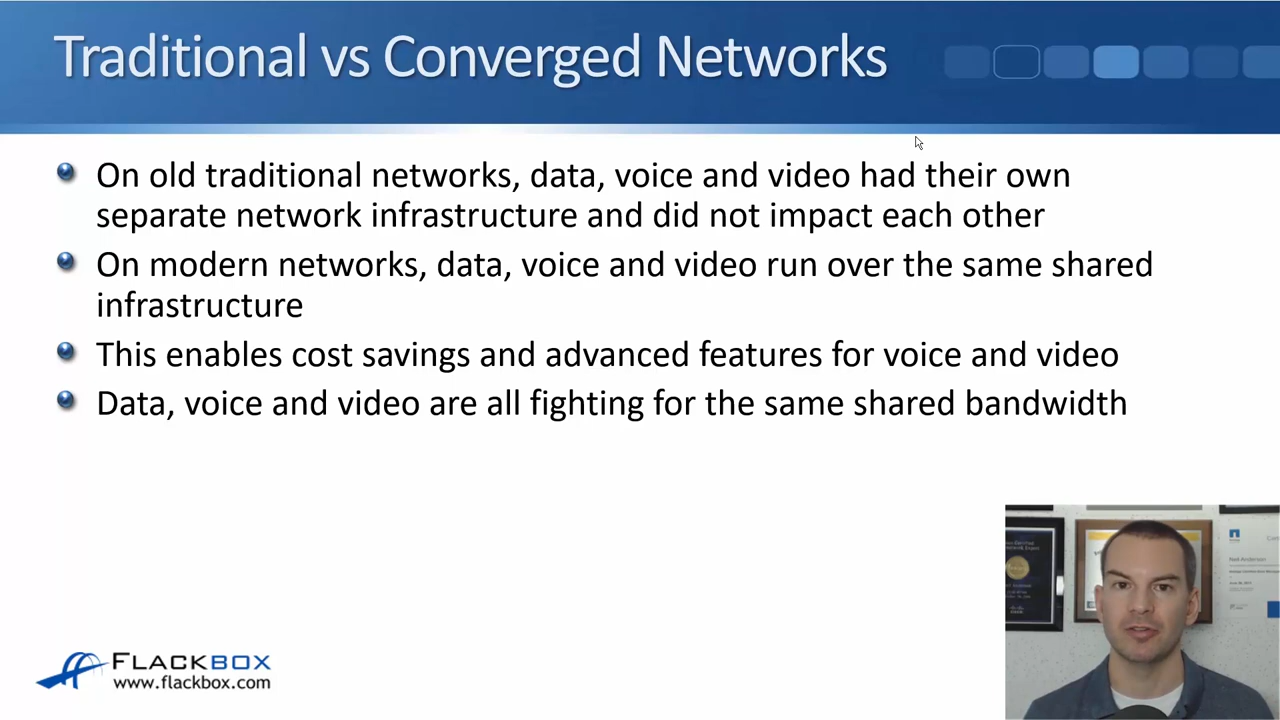 Traditional vs Converged Networks
On old traditional networks, data, voice and video had their own
separate network infrastructure and did not impact each other
On modern networks, data, voice and video run over the same shared
infrastructure
This enables cost savings and advanced features for voice and video
Data, voice and video are all fighting for the same shared bandwidth
FLACKBOX
www.flackbox.com
Neil Anderson